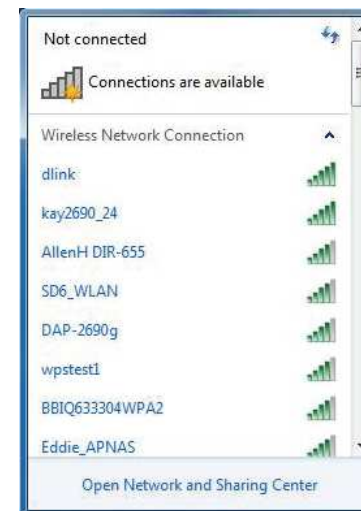 Not connected
Connections are available
Wireless Network Connection
dlink
kay2690_24
AllenH DIR-655
SD6_WLAN
DAP-2690g
wpstest1
BBIQ633304WPA2
Eddie_APNAS
Open Network and Sharing Center